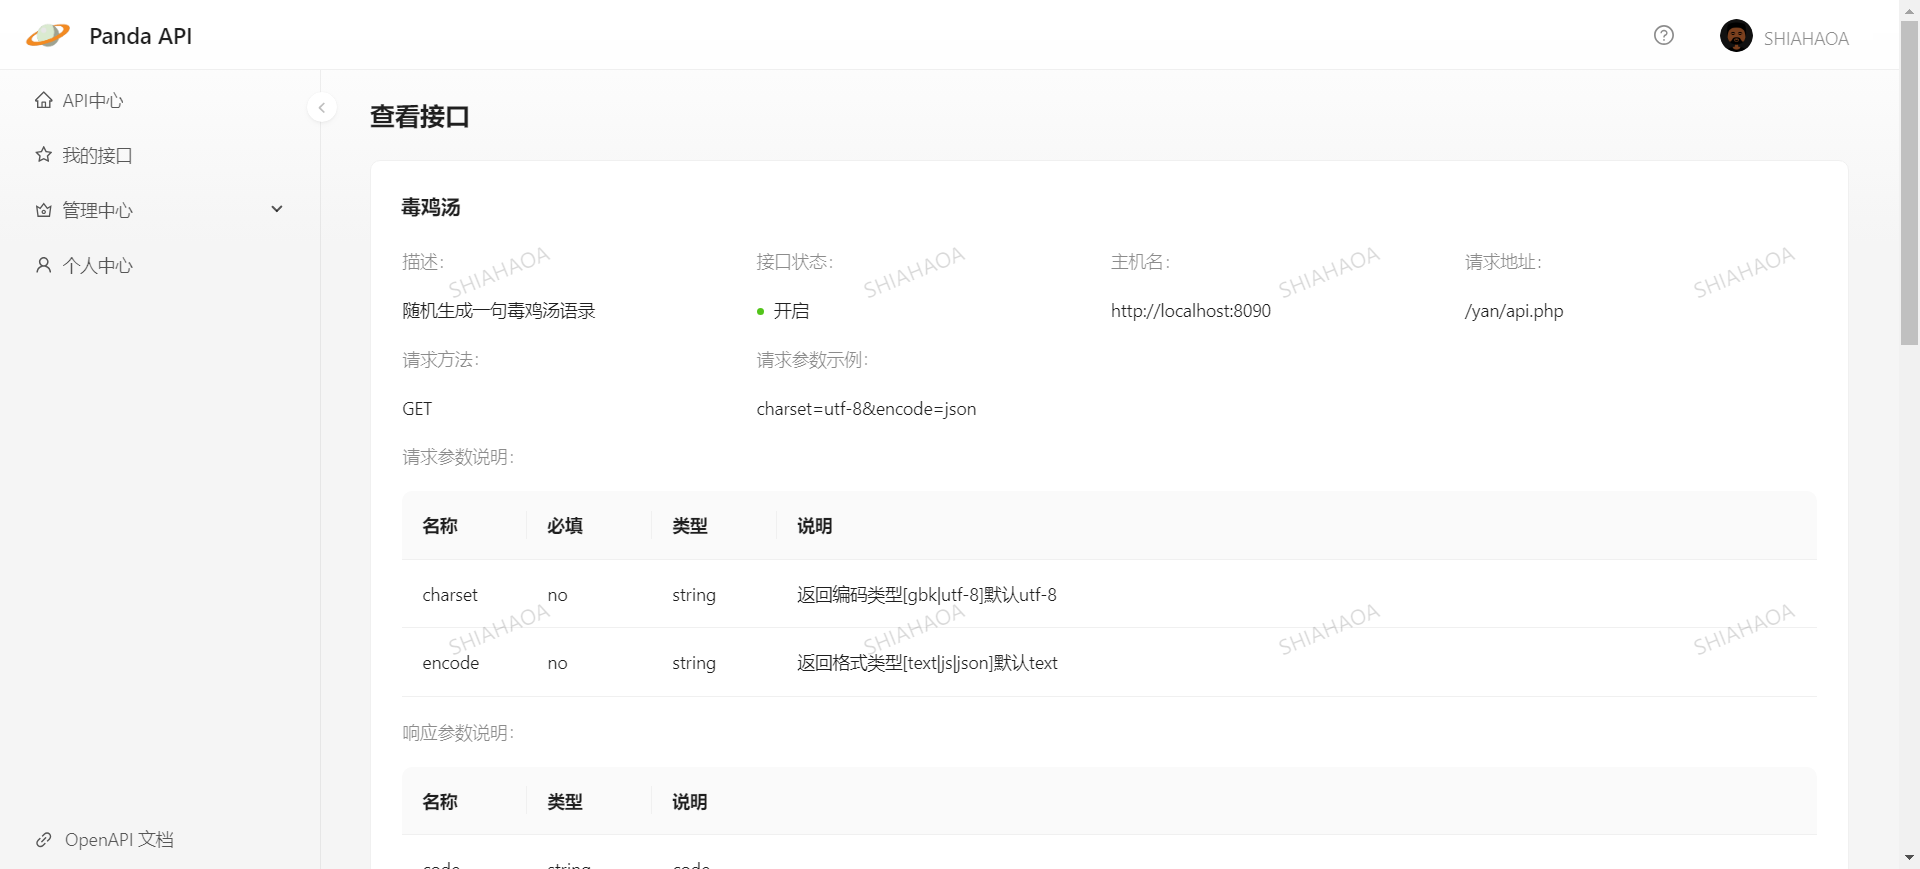 Panda API
SHIAHAOA
API中心
我的接口
管理中心
个人中心
OpenAPI 文档
查看接口
毒鸡汤
描述: 接口状态: 主机名: 请求地址:
随机生成一句毒鸡汤语录 开启 http://localhost:8090 /yan/api.php
SHIAHAOA SHIAHAOA SHIAHAOA SHIAHAOA
请求方法: 请求参数示例:
GET charset=utf-8&encode=json
请求参数说明:
名称 必填 类型 说明
charset no string 返回编码类型[gbk|utf-8]默认utf-8
SHIAHAOA SHIAHAOA SHIAHAOA SHIAHAOA
encode no string 返回格式类型[text|js|json]默认text
响应参数说明:
名称 类型 说明
code string code